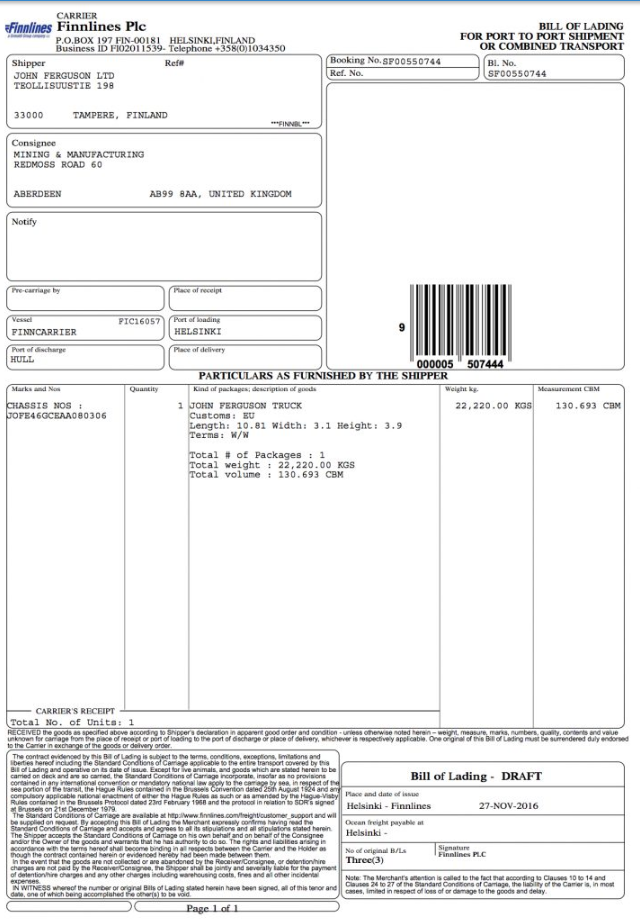 CARRIER
Finnlines
Finnlines Plc
P.O.BOX 197 FIN-00181 HELSINKI,FINLAND
Business ID FI02011539- Telephone +358(0)1034350
BILL OF LADING
FOR PORT TO PORT SHIPMENT
OR COMBINED TRANSPORT
Shipper Ref#
JOHN FERGUSON LTD
TEOLLISUUSTIE 198
33000 TAMPERE, FINLAND
***FINNBL***
Booking No. SF00550744
Ref. No.
Bl. No.
SF00550744
Consignee
MINING & MANUFACTURING
REDMOSS ROAD 60
ABERDEEN AB99 8AA, UNITED KINGDOM
Notify
Pre-carriage by
Place of receipt
Vessel FIC16057
FINNCARRIER
Port of loading
HELSINKI
Port of discharge
HULL
Place of delivery
9
000005 507444
PARTICULARS AS FURNISHED BY THE SHIPPER
Marks and Nos Quantity Kind of packages; description of goods Weight kg. Measurement CBM
CHASSIS NOS : 1 JOHN FERGUSON TRUCK 22,220.00 KGS 130.693 CBM
JOFE46GCEAA080306 Customs: EU
Length: 10.81 Width: 3.1 Height: 3.9
Terms: W/W
Total # of Packages : 1
Total weight : 22,220.00 KGS
Total volume : 130.693 CBM
CARRIER'S RECEIPT
Total No. of Units: 1
RECEIVED the goods as specified above according to Shipper's declaration in apparent good order and condition - unless otherwise noted herein - weight, measure, marks, numbers, quality, contents and value
unknown for carriage from the place of receipt or port of loading to the port of discharge or place of delivery, whichever is respectively applicable. One original of this Bill of Lading must be surrendered duly endorsed
to the Carrier in exchange of the goods or delivery order.
The contract evidenced by this Bill of Lading is subject to the terms, conditions, exceptions, limitations and
liberties hereof including the Standard Conditions of Carriage applicable to the entire transport covered by this
Bill of Lading and operative on its date of issue. Except for live animals, and goods which are stated herein to be
carried on deck and are so carried, the Standard Conditions of Carriage incorporate, insofar as no provisions
contained in any international convention or mandatory national law apply to the carriage by sea, in respect of the
sea portion of the transit, the Hague Rules contained in the Brussels Convention dated 25th August 1924 and any
compulsory applicable national enactment of either the Hague Rules as such or as amended by the Hague-Visby
Rules contained in the Brussels Protocol dated 23rd February 1968 and the protocol in relation to SDR's signed
at Brussels on 21st December 1979.
The Standard Conditions of Carriage are available at http://www.finnlines.com/freight/customer_support and will
be supplied on request. By accepting this Bill of Lading the Merchant expressly confirms having read the
Standard Conditions of Carriage and accepts and agrees to all its stipulations and all stipulations stated herein.
The Shipper accepts the Standard Conditions of Carriage on his own behalf and on behalf of the Consignee
and/or the Owner of the goods and warrants that he has authority to do so. The rights and liabilities arising in
accordance with the terms hereof shall become binding in all respects between the Carrier and the Holder as
though the contract contained herein or evidenced hereby had been made between them.
In the event that the goods are not collected or are abandoned by the Receiver/Consignee, or detention/hire
charges are not paid by the Receiver/Consignee, the Shipper shall be jointly and severally liable for the payment
of detention/hire charges and any other charges including warehousing costs, fines and all other incidental
expenses.
IN WITNESS whereof the number or original Bills of Lading stated herein have been signed, all of this tenor and
date, one of which being accomplished the other(s) to be void.
Bill of Lading - DRAFT
Place and date of issue
Helsinki - Finnlines 27-NOV-2016
Ocean freight payable at
Helsinki -
No of original B/Ls
Three(3)
Signature
Finnlines PLC
Note: The Merchant's attention is called to the fact that according to Clauses 10 to 14 and
Clauses 24 to 27 of the Standard Conditions of Carriage, the liability of the Carrier is, in most
cases, limited in respect of loss of or damage to the goods and delay.
Page 1 of 1